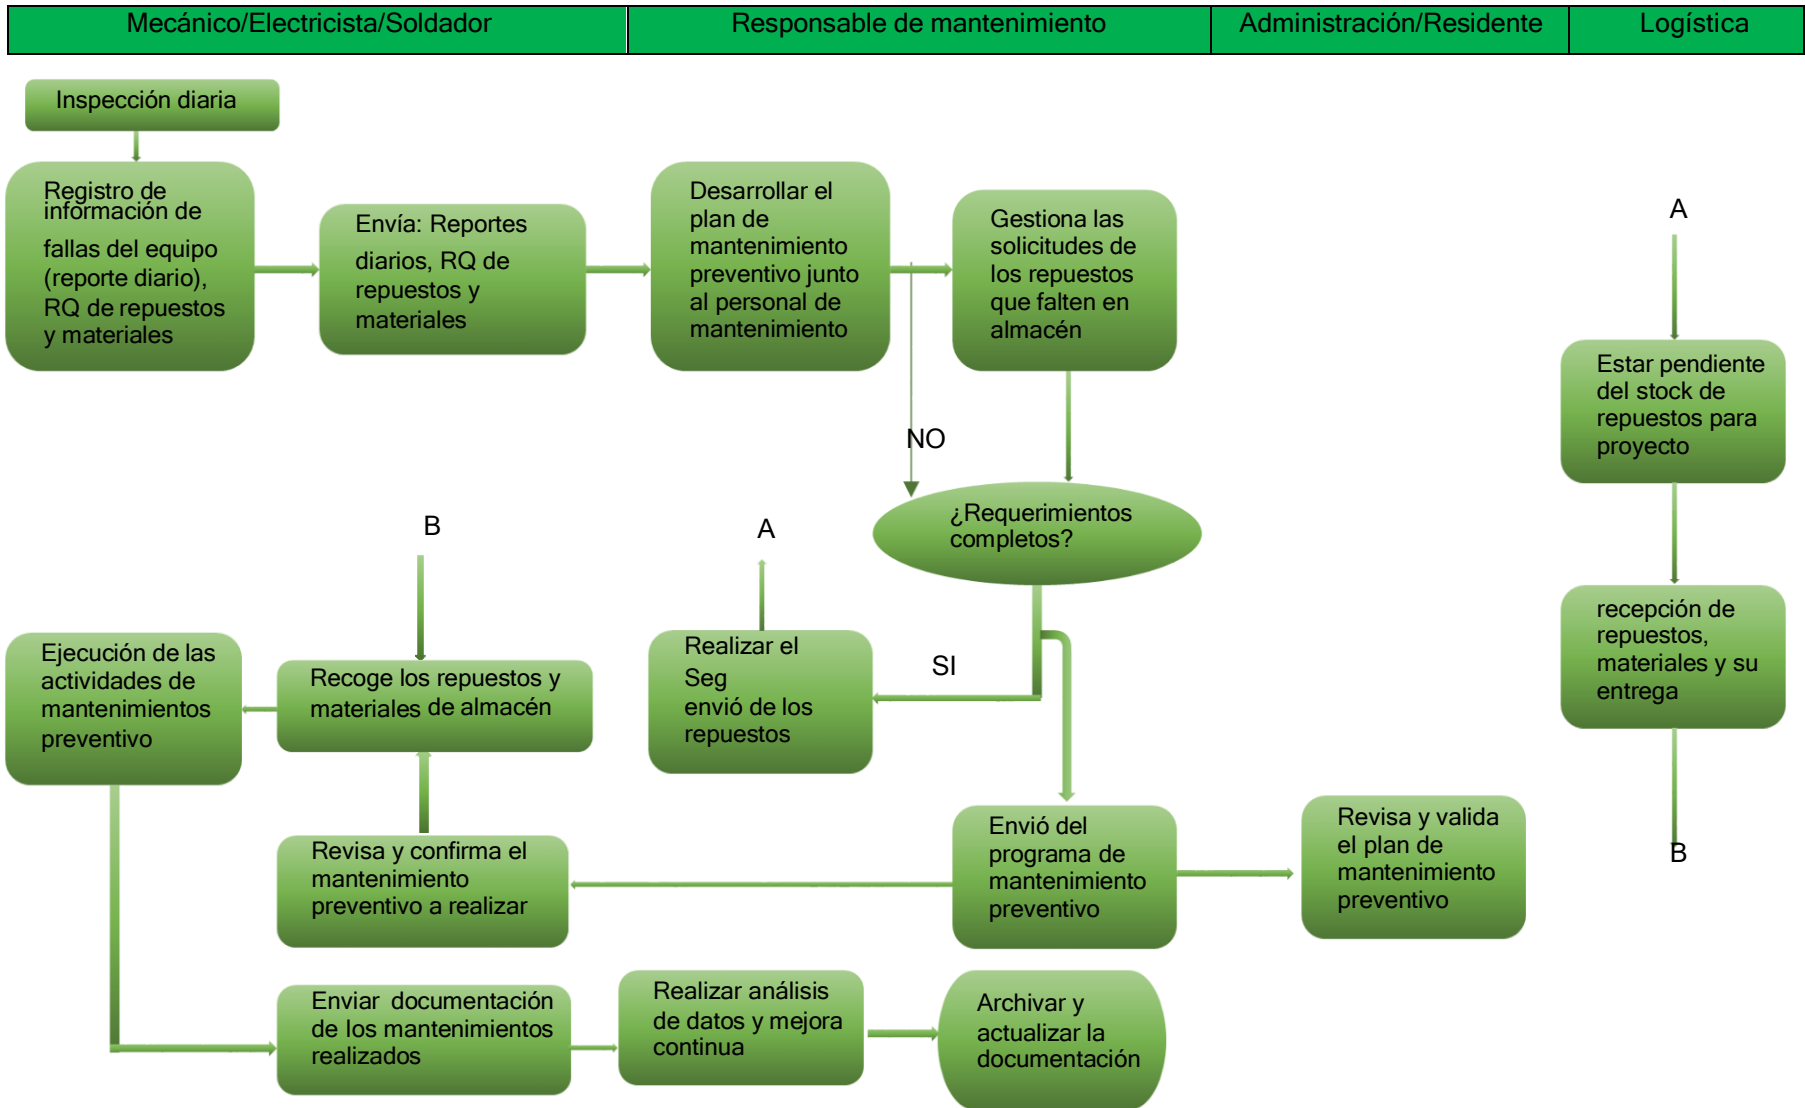 Mecánico/Electricista/Soldador
Responsable de mantenimiento
Administración/Residente
Logística
Inspección diaria
Registro de
información de
fallas del equipo
(reporte diario),
RQ de repuestos
y materiales
Envía: Reportes
diarios, RQ de
repuestos y
materiales
Desarrollar el
plan de
mantenimiento
preventivo junto
al personal de
mantenimiento
Gestiona las
solicitudes de
los repuestos
que falten en
almacén
A
Estar pendiente
del stock de
repuestos para
proyecto
NO
¿Requerimientos
completos?
B
A
recepción de
repuestos,
materiales y su
entrega
Ejecución de las
actividades de
mantenimientos
preventivo
Recoge los repuestos y
materiales de almacén
Realizar el
Seg
envió de los
repuestos
SI
Revisa y confirma el
mantenimiento
preventivo a realizar
Envió del
programa de
mantenimiento
preventivo
Revisa y valida
el plan de
mantenimiento
preventivo
B
Enviar documentación
de los mantenimientos
realizados
Realizar análisis
de datos y mejora
continua
Archivar y
actualizar la
documentación